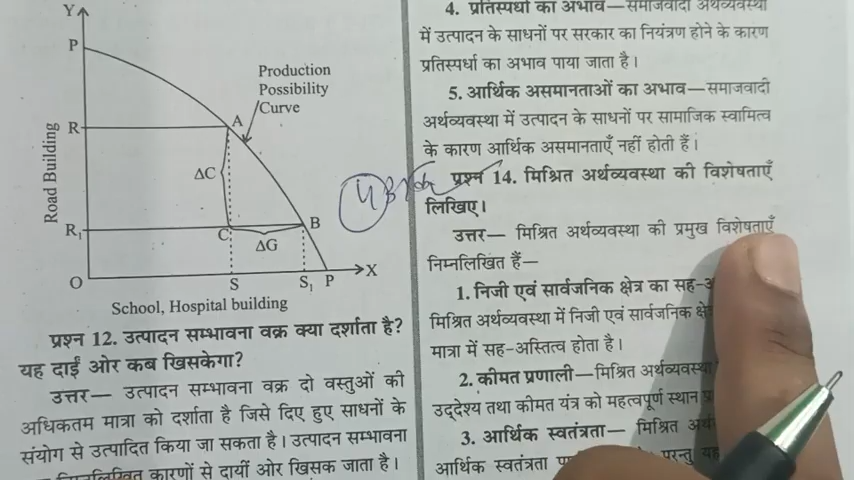 Y
P
Production
Possibility
Curve
R
A
ΔC
Road Building
R₁
C
B
ΔG
O
S
S₁
P
X
School, Hospital building
प्रश्न 12. उत्पादन सम्भावना वक्र क्या दर्शाता है?
यह दाईं ओर कब खिसकेगा?
उत्तर— उत्पादन सम्भावना वक्र दो वस्तुओं की
अधिकतम मात्रा को दर्शाता है जिसे दिए हुए साधनों के
संयोग से उत्पादित किया जा सकता है। उत्पादन सम्भावना
कारणों से दायीं ओर खिसक जाता है।
4. प्रतिस्पर्धा का अभाव—समाजवादी अर्थव्यवस्था
में उत्पादन के साधनों पर सरकार का नियंत्रण होने के कारण
प्रतिस्पर्धा का अभाव पाया जाता है।
5. आर्थिक असमानताओं का अभाव—समाजवादी
अर्थव्यवस्था में उत्पादन के साधनों पर सामाजिक स्वामित्व
के कारण आर्थिक असमानताएँ नहीं होती हैं।
प्रश्न 14. मिश्रित अर्थव्यवस्था की विशेषताएँ
लिखिए।
उत्तर— मिश्रित अर्थव्यवस्था की प्रमुख विशेषताएँ
निम्नलिखित हैं—
1. निजी एवं सार्वजनिक क्षेत्र का सह-
मिश्रित अर्थव्यवस्था में निजी एवं सार्वजनिक
मात्रा में सह-अस्तित्व होता है।
2. कीमत प्रणाली—मिश्रित अर्थव्यवस्था
उद्देश्य तथा कीमत यंत्र को महत्वपूर्ण स्थान
3. आर्थिक स्वतंत्रता— मिश्रित
आर्थिक स्वतंत्रता